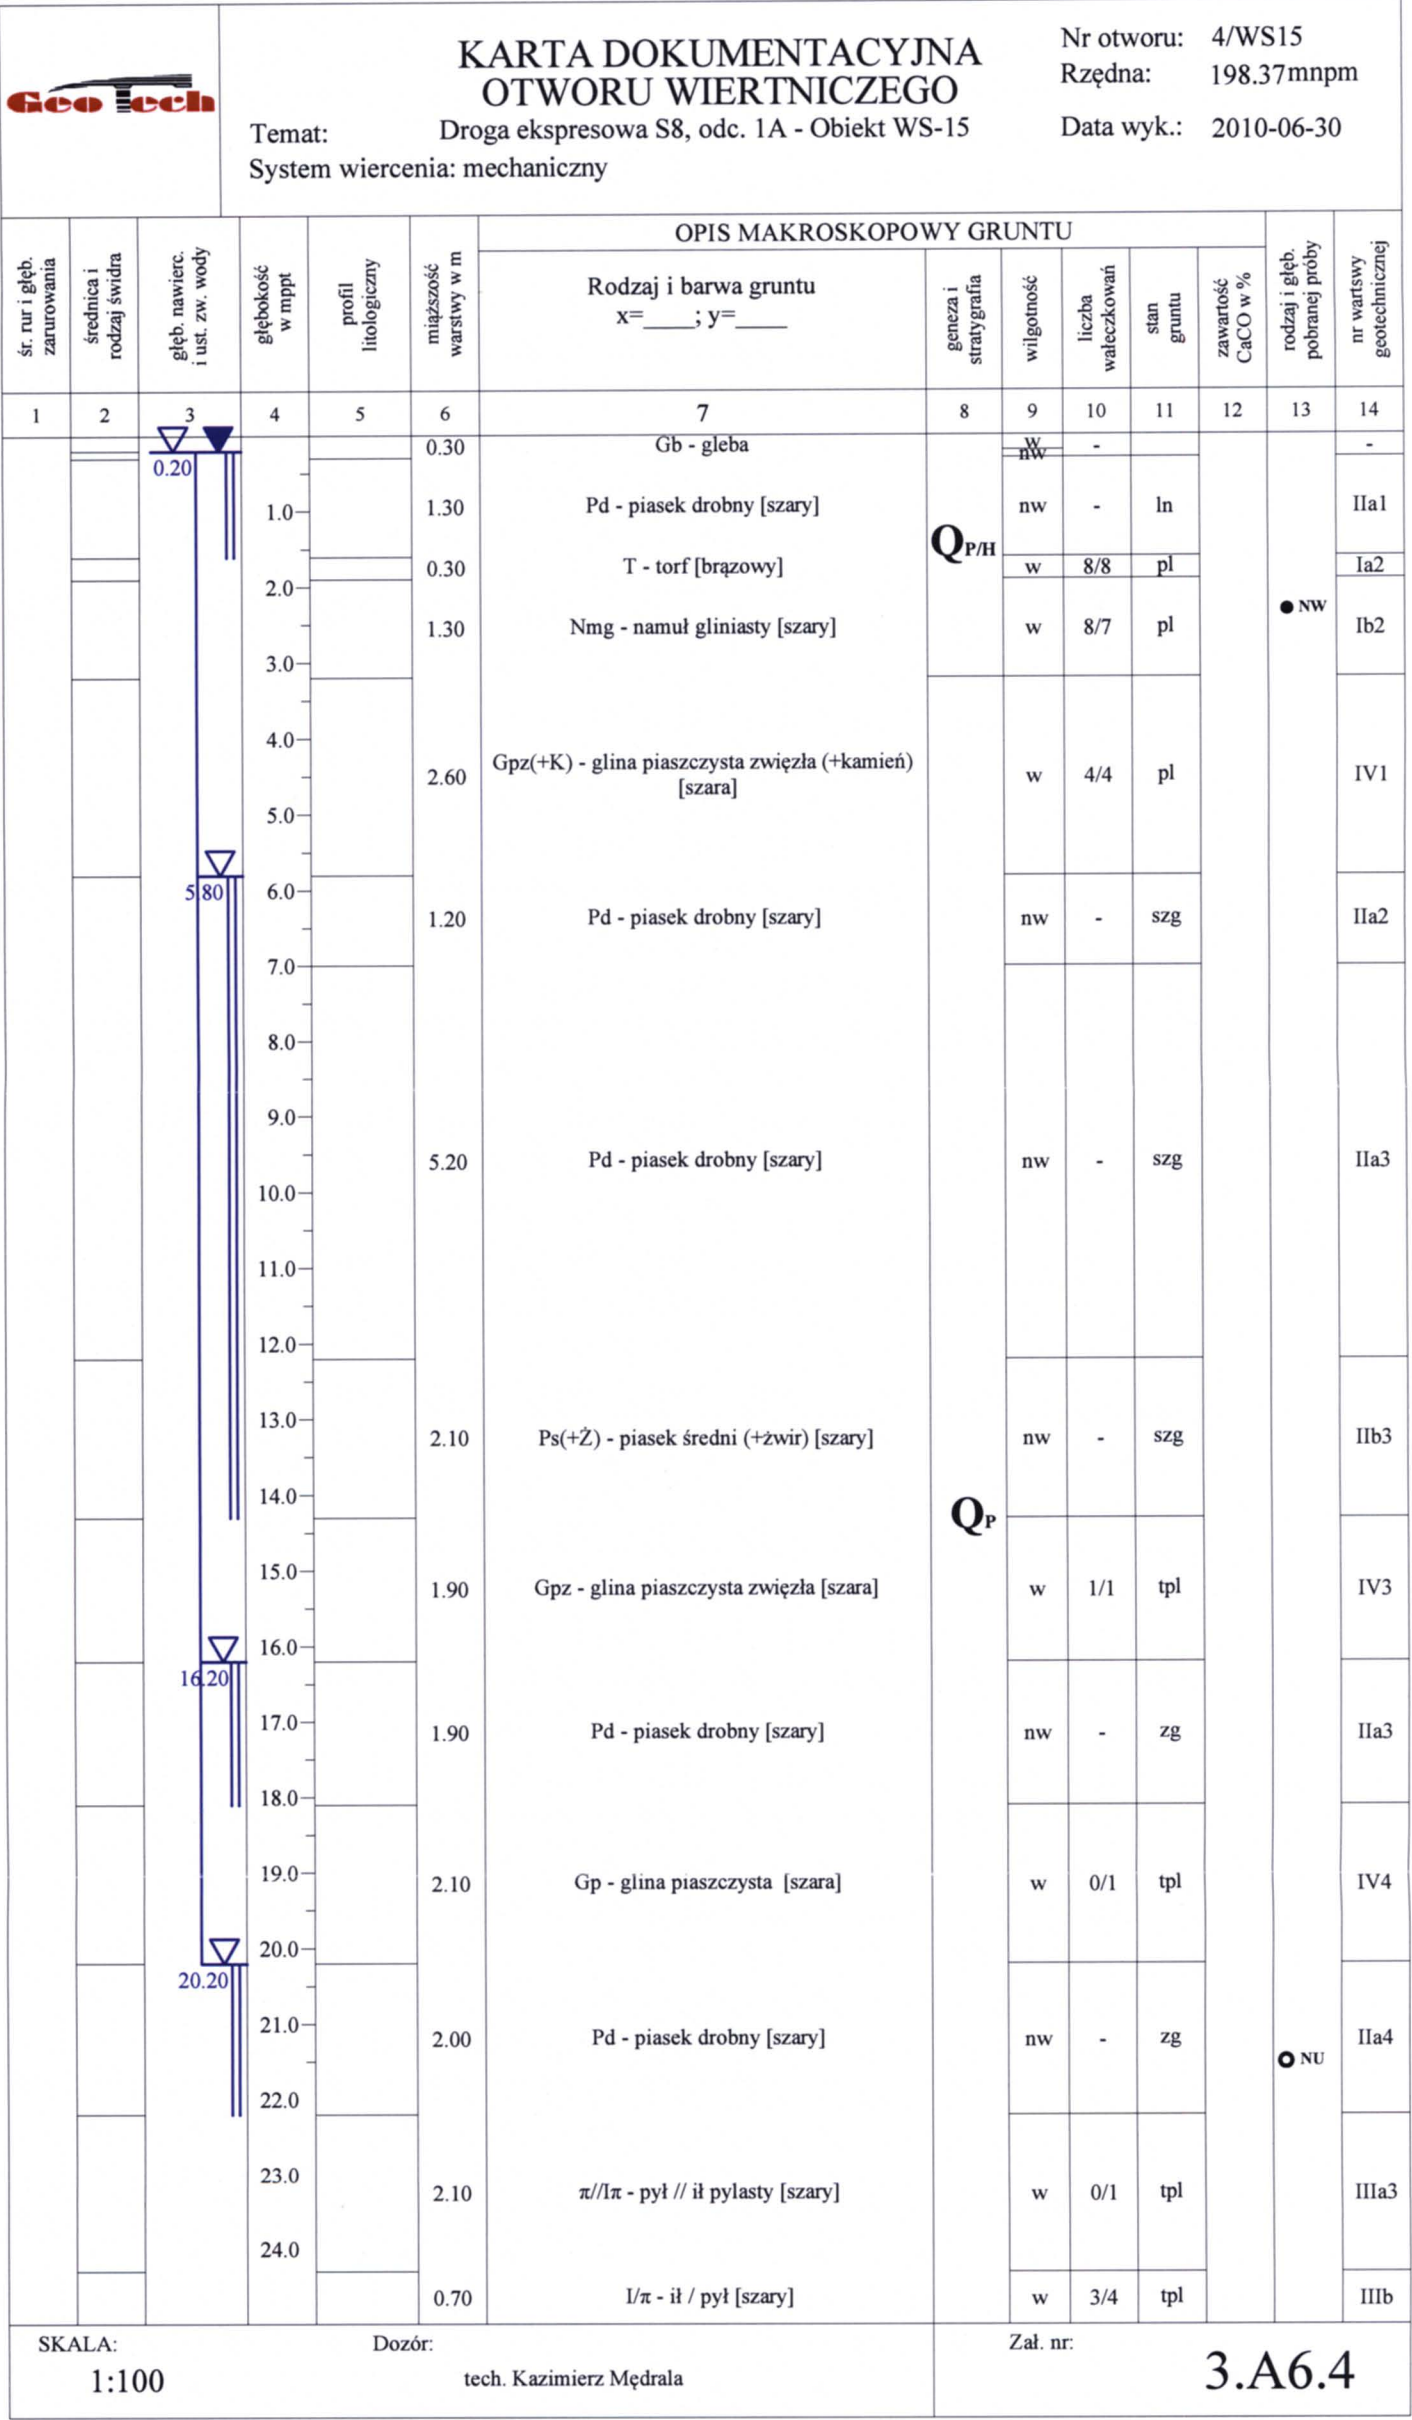 Geo Tech
KARTA DOKUMENTACYJNA
OTWORU WIERTNICZEGO
Nr otworu: 4/WS15
Rzędna: 198.37mnpm
Temat: Droga ekspresowa S8, odc. 1A - Obiekt WS-15
Data wyk.: 2010-06-30
System wiercenia: mechaniczny
śr. rur i głęb.
zarurowania
średnica i
rodzaj świdra
głęb. nawierc.
i ust. zw. wody
głębokość
w mppt
profil
litologiczny
miąższość
warstwy w m
OPIS MAKROSKOPOWY GRUNTU
Rodzaj i barwa gruntu
x=____; y=____
geneza i
stratygrafia
wilgotność
liczba
wałeczkowań
stan
gruntu
zawartość
CaCO w %
rodzaj i głęb.
pobranej próby
nr wartswy
geotechnicznej
1 2 3 4 5 6 7 8 9 10 11 12 13 14
0.30 Gb - gleba w - -
nw
0.20
1.0 1.30 Pd - piasek drobny [szary] nw - ln IIa1
QP/H
0.30 T - torf [brązowy] w 8/8 pl Ia2
2.0
NW
1.30 Nmg - namuł gliniasty [szary] w 8/7 pl Ib2
3.0
4.0
2.60 Gpz(+K) - glina piaszczysta zwięzła (+kamień)
[szara] w 4/4 pl IV1
5.0
5.80 6.0
1.20 Pd - piasek drobny [szary] nw - szg IIa2
7.0
8.0
9.0
5.20 Pd - piasek drobny [szary] nw - szg IIa3
10.0
11.0
12.0
13.0
2.10 Ps(+Ż) - piasek średni (+żwir) [szary] nw - szg IIb3
14.0
QP
15.0
1.90 Gpz - glina piaszczysta zwięzła [szara] w 1/1 tpl IV3
16.0
16.20
17.0
1.90 Pd - piasek drobny [szary] nw - zg IIa3
18.0
19.0
2.10 Gp - glina piaszczysta [szara] w 0/1 tpl IV4
20.0
20.20
21.0
2.00 Pd - piasek drobny [szary] nw - zg IIa4
NU
22.0
23.0
2.10 π//Iπ - pył // ił pylasty [szary] w 0/1 tpl IIIa3
24.0
0.70 I/π - ił / pył [szary] w 3/4 tpl IIIb
SKALA:
1:100
Dozór:
tech. Kazimierz Mędrala
Zał. nr:
3.A6.4